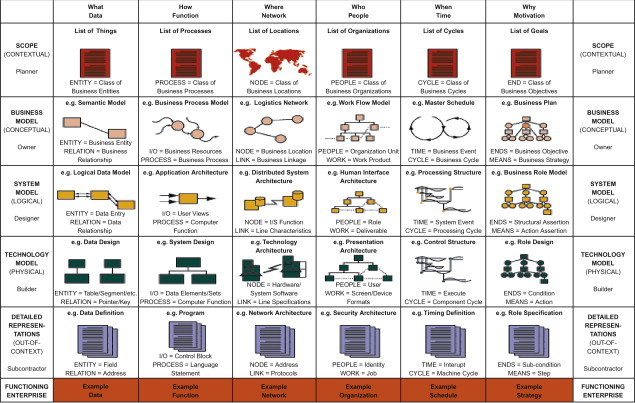 What
Data
How
Function
Where
Network
Who
People
When
Time
Why
Motivation
SCOPE
(CONTEXTUAL)
Planner
List of Things
ENTITY = Class of
Business Entities
List of Processes
PROCESS = Class of
Business Processes
List of Locations
NODE = Class of
Business Locations
List of Organizations
PEOPLE = Class of
Business Organizations
List of Cycles
CYCLE = Class of
Business Cycles
List of Goals
END = Class of
Business Objectives
SCOPE
(CONTEXTUAL)
Planner
BUSINESS
MODEL
(CONCEPTUAL)
Owner
e.g. Semantic Model
ENTITY = Business Entity
RELATION = Business
Relationship
e.g. Business Process Model
I/O = Business Resources
PROCESS = Business Process
e.g. Logistics Network
NODE = Business Location
LINK = Business Linkage
e.g. Work Flow Model
PEOPLE = Organization Unit
WORK = Work Product
e.g. Master Schedule
TIME = Business Event
CYCLE = Business Cycle
e.g. Business Plan
ENDS = Business Objective
MEANS = Business Strategy
BUSINESS
MODEL
(CONCEPTUAL)
Owner
SYSTEM
MODEL
(LOGICAL)
Designer
e.g. Logical Data Model
ENTITY = Data Entry
RELATION = Data
Relationship
e.g. Application Architecture
I/O = User Views
PROCESS = Computer
Function
e.g. Distributed System
Architecture
NODE = I/S Function
LINK = Line Characteristics
e.g. Human Interface
Architecture
PEOPLE = Role
WORK = Deliverable
e.g. Processing Structure
TIME = System Event
CYCLE = Processing Cycle
e.g. Business Role Model
ENDS = Structural Assertion
MEANS = Action Assertion
SYSTEM
MODEL
(LOGICAL)
Designer
TECHNOLOGY
MODEL
(PHYSICAL)
Builder
e.g. Data Design
ENTITY = Table/Segment/etc.
RELATION = Pointer/Key
e.g. System Design
I/O = Data Elements/Sets
PROCESS = Computer Function
e.g. Technology
Architecture
NODE = Hardware/
System Software
LINK = Line Specifications
e.g. Presentation
Architecture
PEOPLE = User
WORK = Screen/Device
Formats
e.g. Control Structure
TIME = Execute
CYCLE = Component Cycle
e.g. Role Design
ENDS = Condition
MEANS = Action
TECHNOLOGY
MODEL
(PHYSICAL)
Builder
DETAILED
REPRESEN-
TATIONS
(OUT-OF-
CONTEXT)
Subcontractor
e.g. Data Definition
ENTITY = Field
RELATION = Address
e.g. Program
I/O = Control Block
PROCESS = Language
Statement
e.g. Network Architecture
NODE = Address
LINK = Protocols
e.g. Security Architecture
PEOPLE = Identity
WORK = Job
e.g. Timing Definition
TIME = Interupt
CYCLE = Machine Cycle
e.g. Role Specification
ENDS = Sub-condition
MEANS = Step
DETAILED
REPRESEN-
TATIONS
(OUT-OF-
CONTEXT)
Subcontractor
FUNCTIONING
ENTERPRISE
Example
Data
Example
Function
Example
Network
Example
Organization
Example
Schedule
Example
Strategy
FUNCTIONING
ENTERPRISE